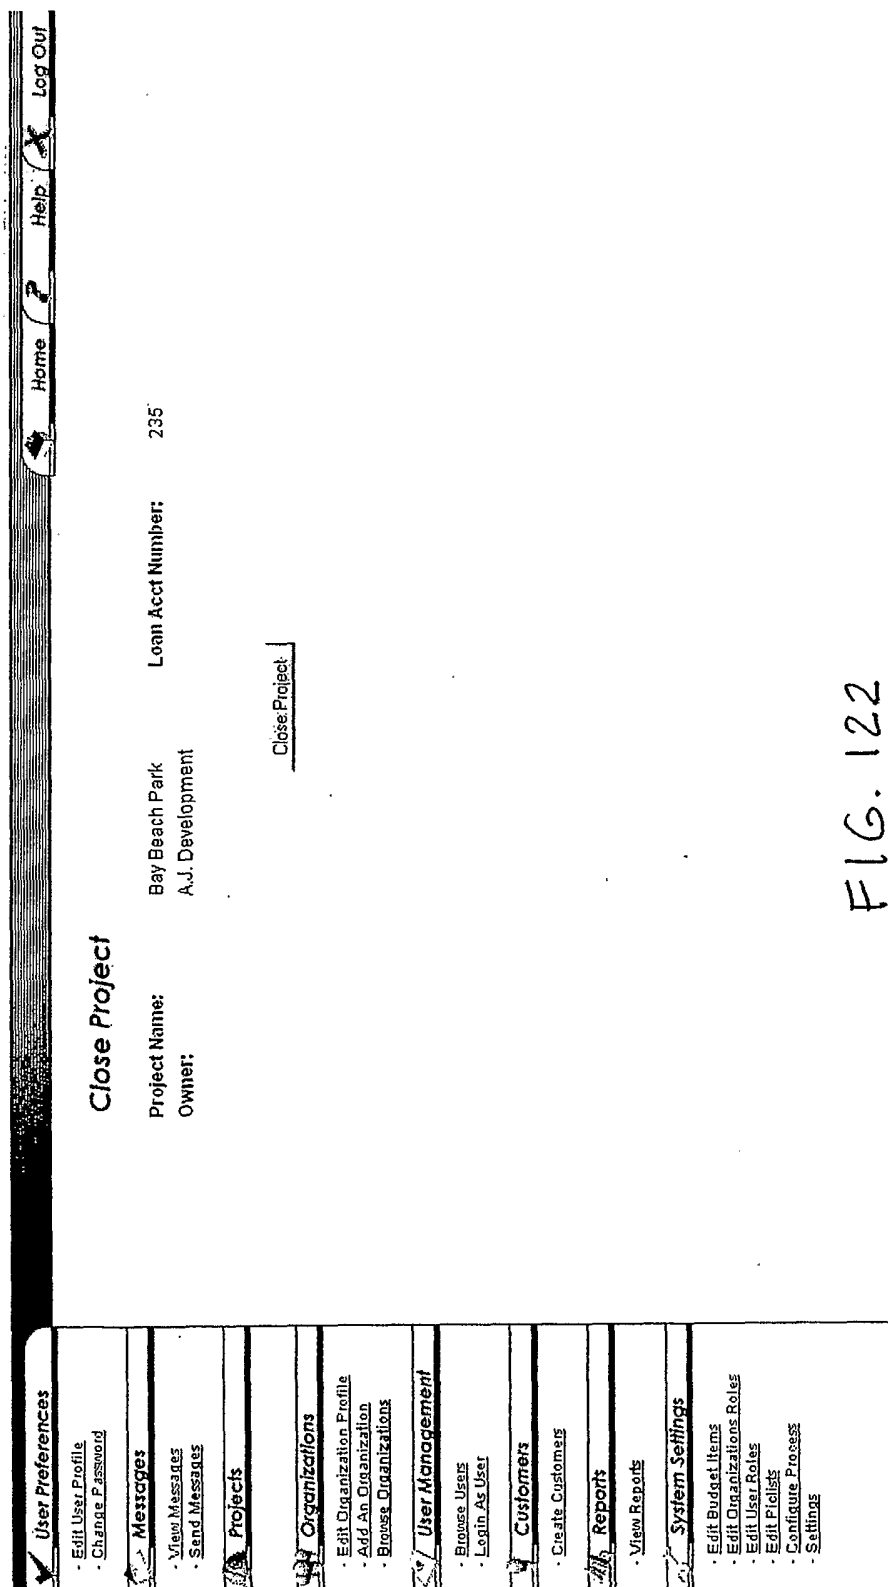 Home ? Help X Log Out
User Preferences
· Edit User Profile
· Change Password
Messages
· View Messages
· Send Messages
Projects
Organizations
· Edit Organization Profile
· Add An Organization
· Browse Organizations
User Management
· Browse Users
· Login As User
Customers
· Create Customers
Reports
· View Reports
System Settings
· Edit Budget Items
· Edit Organizations Roles
· Edit User Roles
· Edit Piclists
· Configure Process
· Settings
Close Project
Project Name: Bay Beach Park Loan Acct Number: 235
Owner: A.J. Development
Close Project
FIG. 122